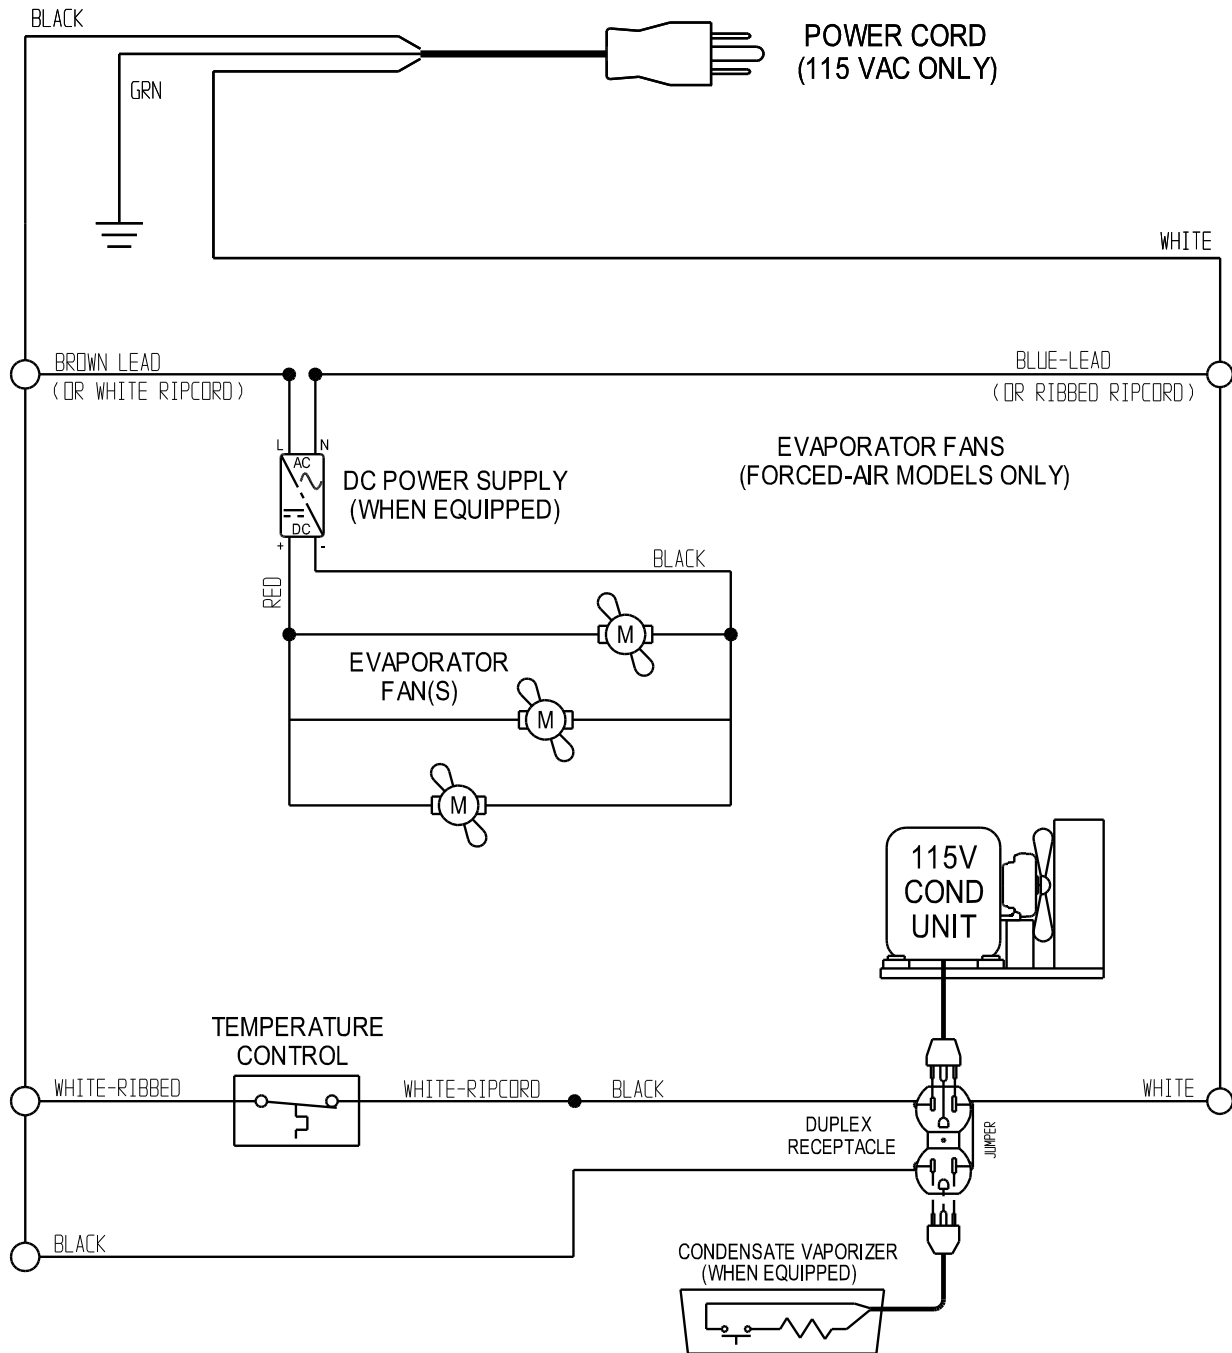 BLACK
POWER CORD
(115 VAC ONLY)
GRN
WHITE
BROWN LEAD
(OR WHITE RIPCORD)
BLUE-LEAD
(OR RIBBED RIPCORD)
L
N
AC
DC
+
-
DC POWER SUPPLY
(WHEN EQUIPPED)
EVAPORATOR FANS
(FORCED-AIR MODELS ONLY)
BLACK
RED
M
EVAPORATOR
FAN(S)
M
M
115V
COND
UNIT
TEMPERATURE
CONTROL
WHITE-RIBBED
WHITE-RIPCORD
BLACK
WHITE
DUPLEX
RECEPTACLE
JUMPER
BLACK
CONDENSATE VAPORIZER
(WHEN EQUIPPED)